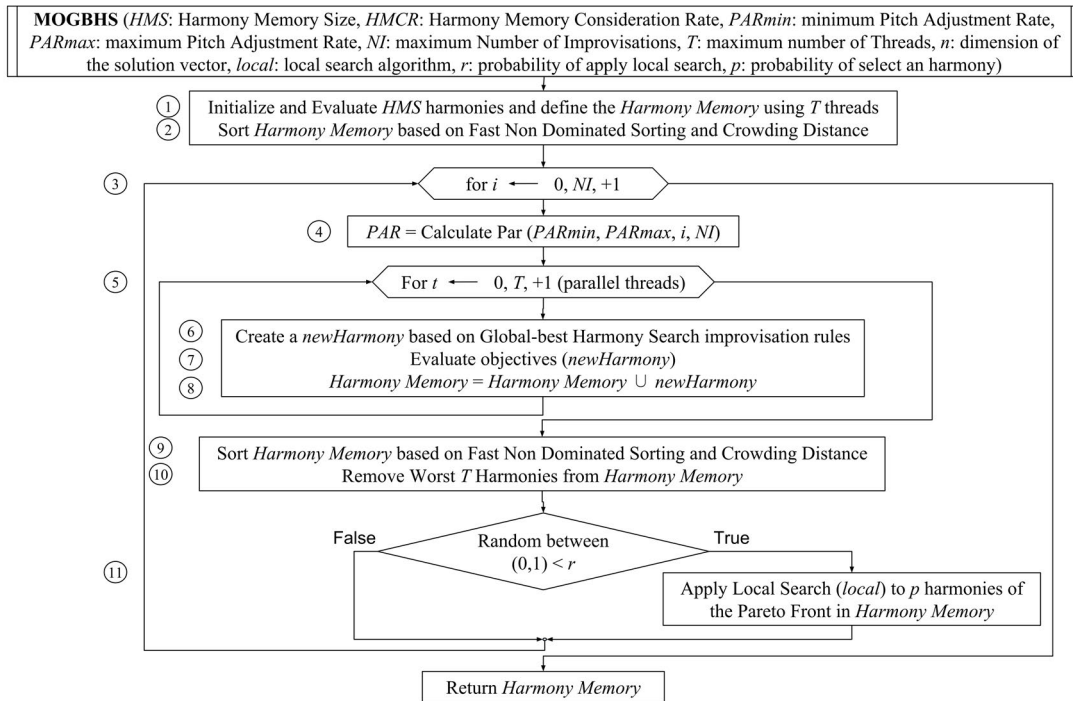 MOGBHS (HMS: Harmony Memory Size, HMCR: Harmony Memory Consideration Rate, PARmin: minimum Pitch Adjustment Rate,
PARmax: maximum Pitch Adjustment Rate, NI: maximum Number of Improvisations, T: maximum number of Threads, n: dimension of
the solution vector, local: local search algorithm, r: probability of apply local search, p: probability of select an harmony)
1 Initialize and Evaluate HMS harmonies and define the Harmony Memory using T threads
2 Sort Harmony Memory based on Fast Non Dominated Sorting and Crowding Distance
3 for i ← 0, NI, +1
4 PAR = Calculate Par (PARmin, PARmax, i, NI)
5 For t ← 0, T, +1 (parallel threads)
6 Create a newHarmony based on Global-best Harmony Search improvisation rules
7 Evaluate objectives (newHarmony)
8 Harmony Memory = Harmony Memory ∪ newHarmony
9 Sort Harmony Memory based on Fast Non Dominated Sorting and Crowding Distance
10 Remove Worst T Harmonies from Harmony Memory
False
Random between
True
(0,1) < r
11
Apply Local Search (local) to p harmonies of
the Pareto Front in Harmony Memory
Return Harmony Memory